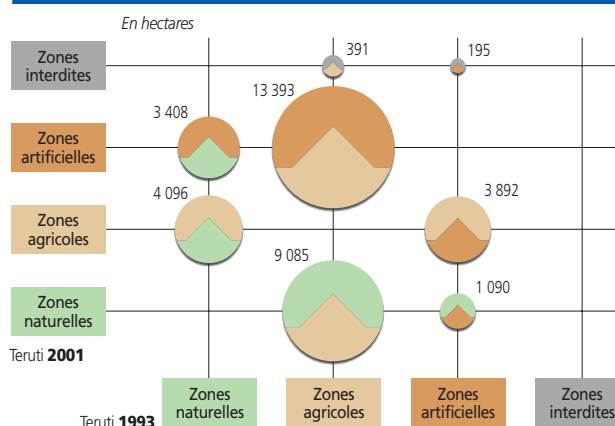 En hectares
Zones
interdites
391
195
13 393
3 408
Zones
artificielles
4 096
3 892
Zones
agricoles
9 085
1 090
Zones
naturelles
Teruti 2001
Zones
naturelles
Zones
agricoles
Zones
artificielles
Zones
interdites
Teruti 1993